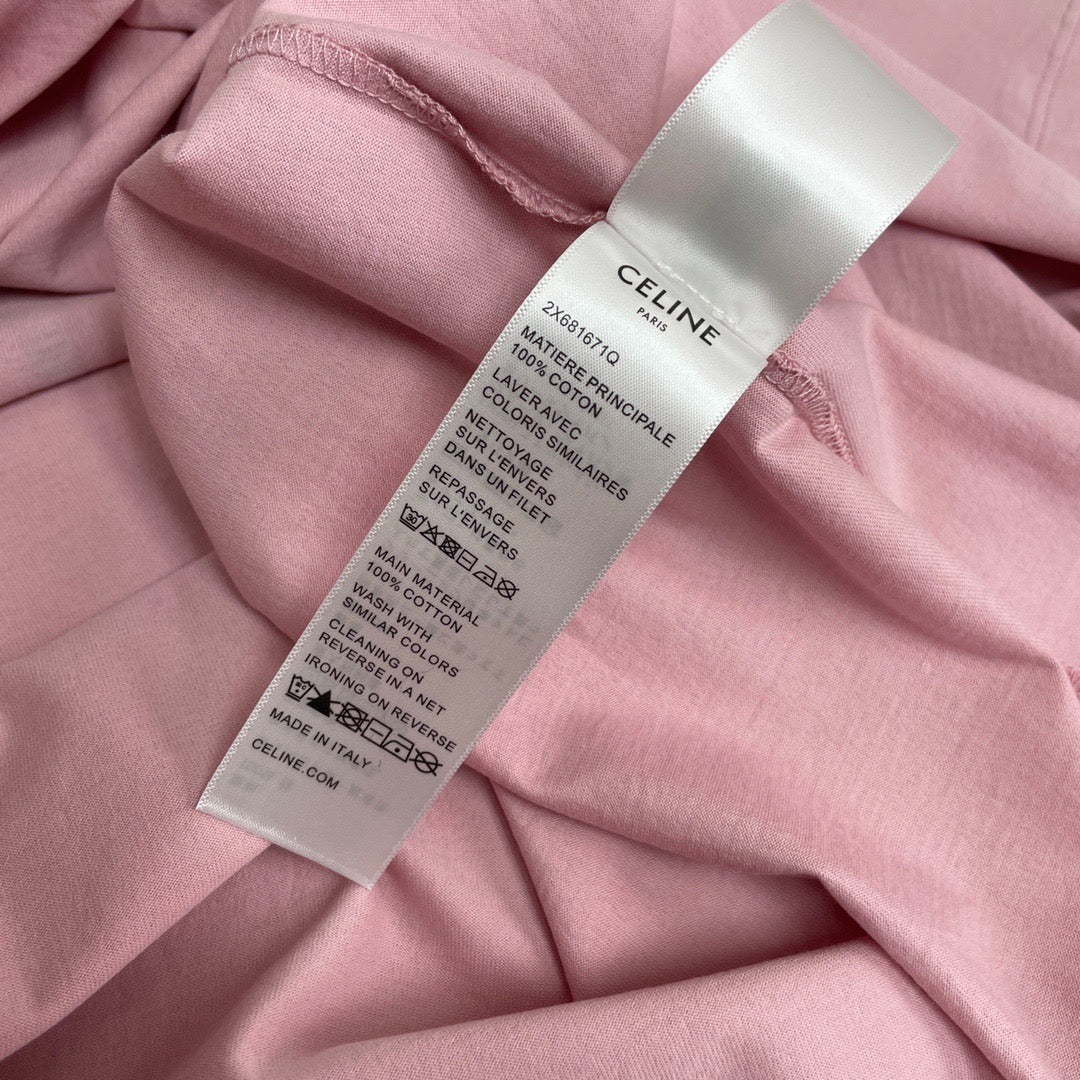 CELINE
PARIS
2X681671Q
MATIERE PRINCIPALE
100% COTON
LAVER AVEC
COLORIS SIMILAIRES
NETTOYAGE
SUR L'ENVERS
DANS UN FILET
REPASSAGE
SUR L'ENVERS
30
MAIN MATERIAL
100% COTTON
WASH WITH
SIMILAR COLORS
CLEANING ON
REVERSE IN A NET
IRONING ON REVERSE
MADE IN ITALY
CELINE.COM